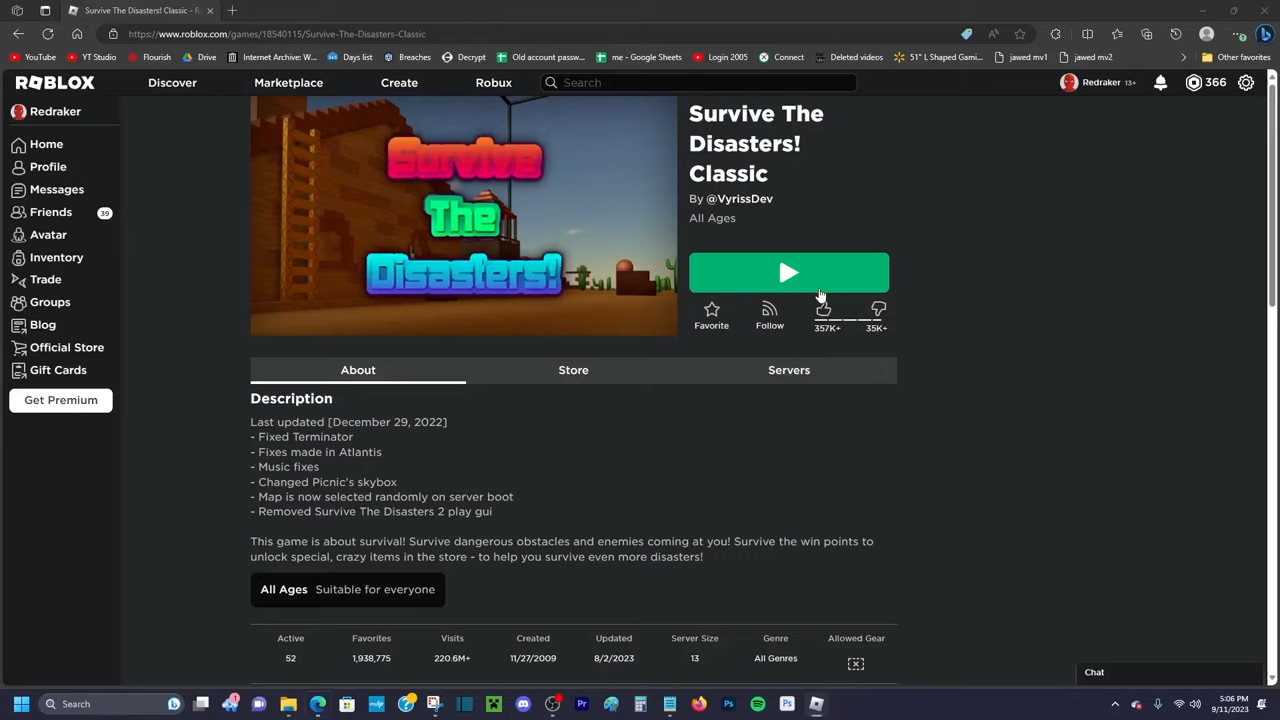 Survive The Disasters! Classic - R
https://www.roblox.com/games/18540115/Survive-The-Disasters-Classic
YouTube
YT Studio
Flourish
Drive
Internet Archive: W...
Days list
Breaches
Decrypt
Old account passw...
me - Google Sheets
Login 2005
Connect
Deleted videos
51" L Shaped Gami...
jawed mv1
jawed mv2
Other favorites
ROBLOX
Discover
Marketplace
Create
Robux
Search
Redraker 13+
366
Redraker
Home
Profile
Messages
Friends 39
Avatar
Inventory
Trade
Groups
Blog
Official Store
Gift Cards
Get Premium
Survive
The
Disasters!
Survive The
Disasters!
Classic
By @VyrissDev
All Ages
Favorite
Follow
357K+
35K+
About
Store
Servers
Description
Last updated [December 29, 2022]
- Fixed Terminator
- Fixes made in Atlantis
- Music fixes
- Changed Picnic's skybox
- Map is now selected randomly on server boot
- Removed Survive The Disasters 2 play gui
This game is about survival! Survive dangerous obstacles and enemies coming at you! Survive the win points to
unlock special, crazy items in the store - to help you survive even more disasters!
All Ages Suitable for everyone
Active Favorites Visits Created Updated Server Size Genre Allowed Gear
52 1,938,775 220.6M+ 11/27/2009 8/2/2023 13 All Genres
Chat
Search
5:06 PM
9/11/2023